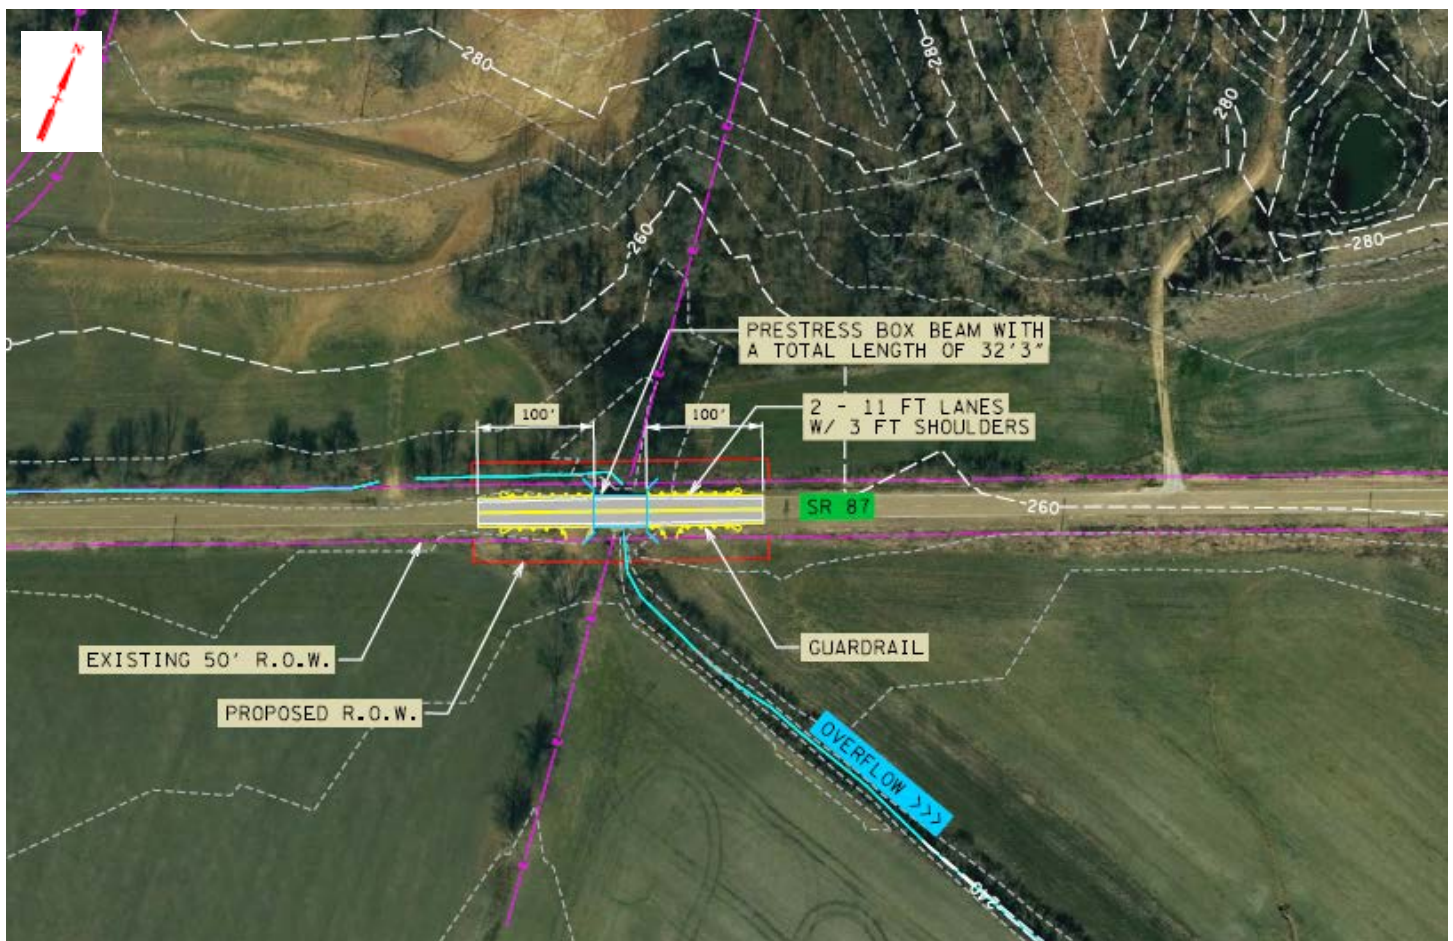 N
280
280
280
260
280
PRESTRESS BOX BEAM WITH
A TOTAL LENGTH OF 32'3"
100'
100'
2 - 11 FT LANES
W/ 3 FT SHOULDERS
SR 87
260
EXISTING 50' R.O.W.
GUARDRAIL
PROPOSED R.O.W.
OVERFLOW >>>
240